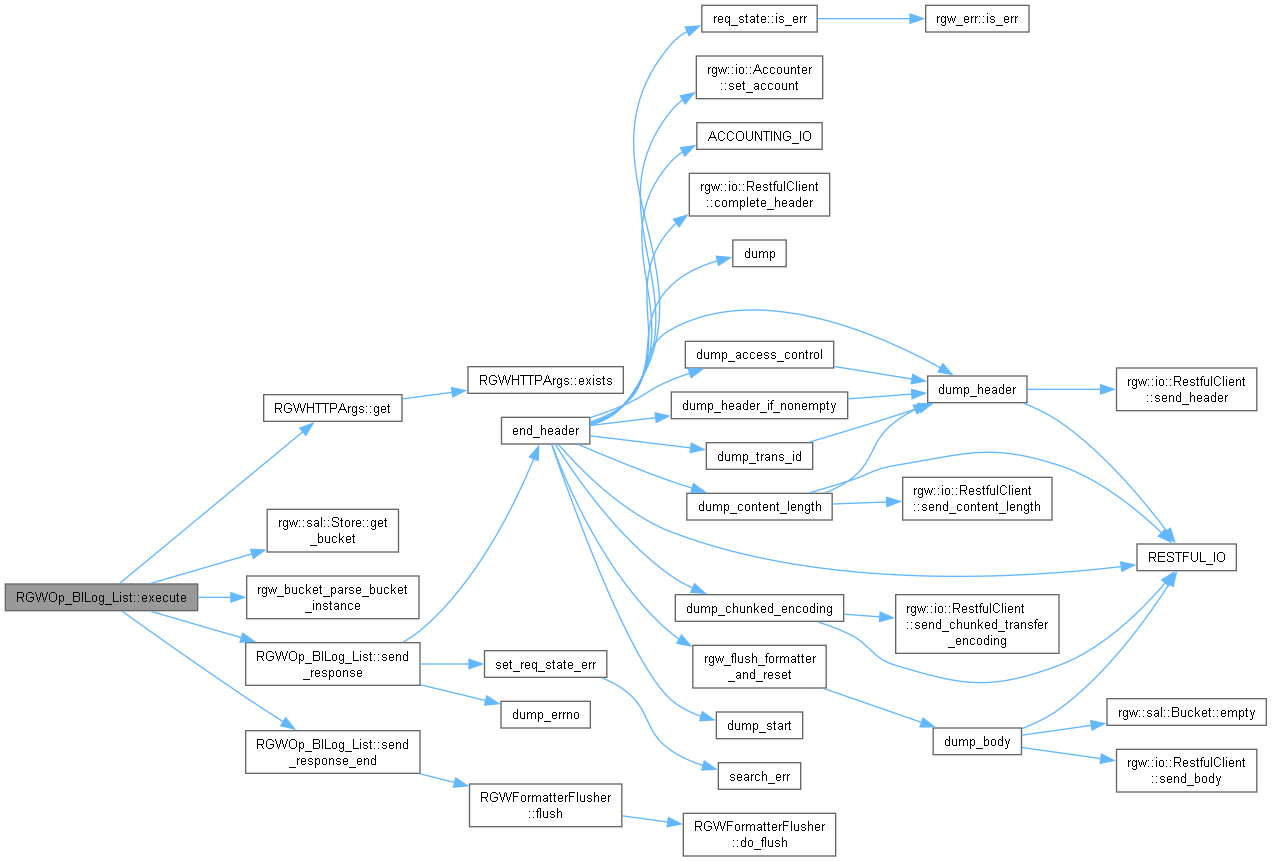 req_state::is_err
rgw_err::is_err
rgw::io::Accounter
::set_account
ACCOUNTING_IO
rgw::io::RestfulClient
::complete_header
dump
dump_access_control
RGWHTTPArgs::exists
dump_header
rgw::io::RestfulClient
::send_header
RGWHTTPArgs::get
dump_header_if_nonempty
end_header
dump_trans_id
dump_content_length
rgw::io::RestfulClient
::send_content_length
rgw::sal::Store::get
_bucket
RESTFUL_IO
RGWOp_BILog_List::execute
rgw_bucket_parse_bucket
_instance
dump_chunked_encoding
rgw::io::RestfulClient
::send_chunked_transfer
_encoding
RGWOp_BILog_List::send
_response
set_req_state_err
rgw_flush_formatter
_and_reset
dump_errno
dump_start
rgw::sal::Bucket::empty
dump_body
RGWOp_BILog_List::send
_response_end
search_err
rgw::io::RestfulClient
::send_body
RGWFormatterFlusher
::flush
RGWFormatterFlusher
::do_flush